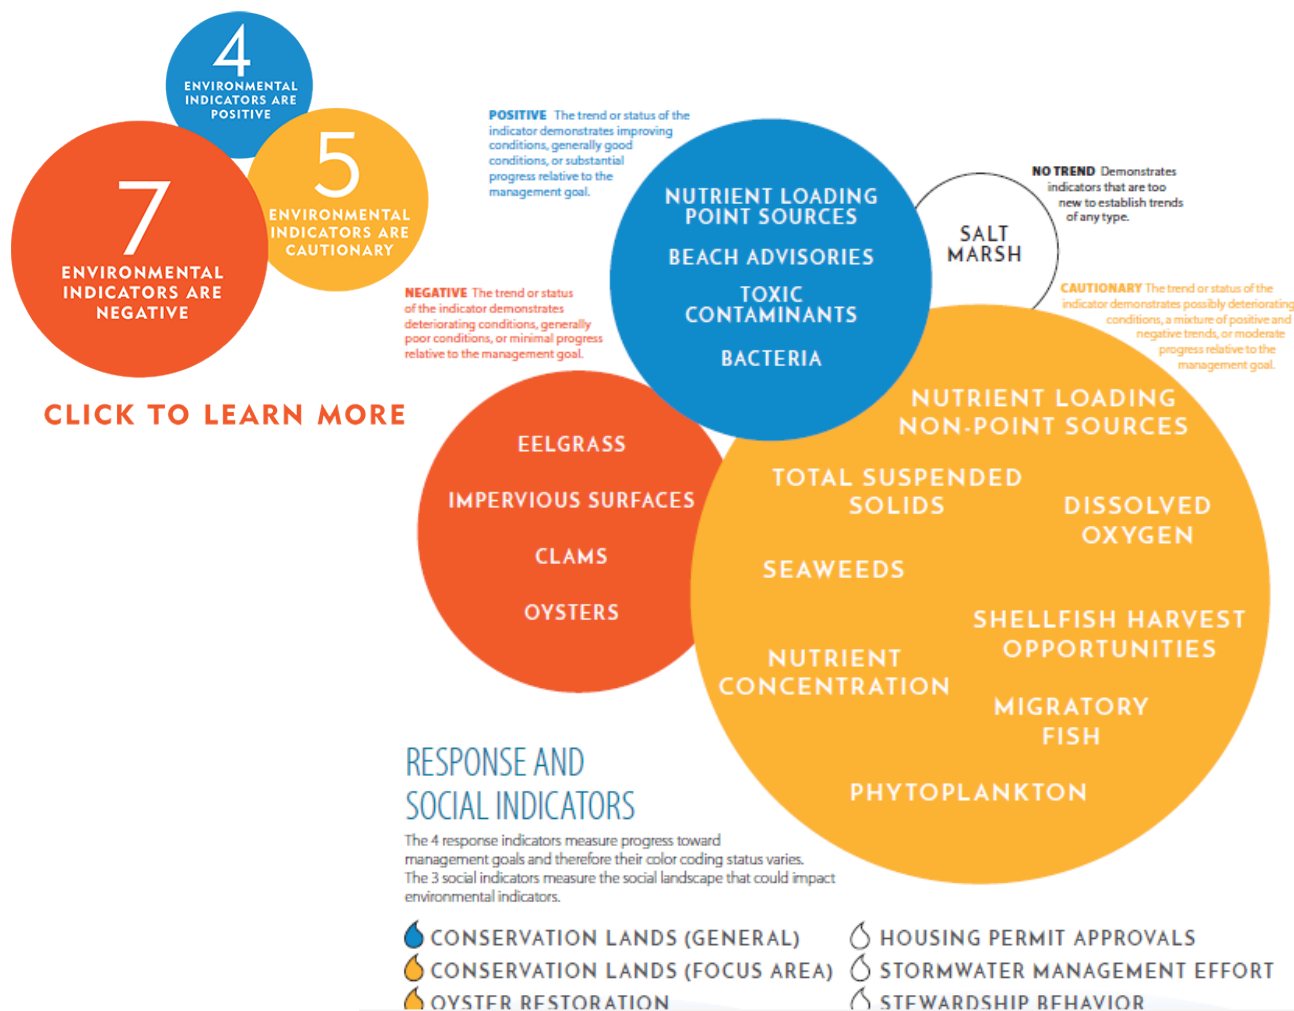 4
ENVIRONMENTAL
INDICATORS ARE
POSITIVE
5
ENVIRONMENTAL
INDICATORS ARE
CAUTIONARY
7
ENVIRONMENTAL
INDICATORS ARE
NEGATIVE
CLICK TO LEARN MORE
POSITIVE The trend or status of the
indicator demonstrates improving
conditions, generally good
conditions, or substantial
progress relative to the
management goal.
NUTRIENT LOADING
POINT SOURCES
BEACH ADVISORIES
TOXIC
CONTAMINANTS
BACTERIA
NO TREND Demonstrates
indicators that are too
new to establish trends
of any type.
SALT
MARSH
NEGATIVE The trend or status
of the indicator demonstrates
deteriorating conditions, generally
poor conditions, or minimal progress
relative to the management goal.
CAUTIONARY The trend or status of the
indicator demonstrates possibly deteriorating
conditions, a mixture of positive and
negative trends, or moderate
progress relative to the
management goal.
EELGRASS
IMPERVIOUS SURFACES
CLAMS
OYSTERS
NUTRIENT LOADING
NON-POINT SOURCES
TOTAL SUSPENDED
SOLIDS
DISSOLVED
OXYGEN
SEAWEEDS
SHELLFISH HARVEST
OPPORTUNITIES
NUTRIENT
CONCENTRATION
MIGRATORY
FISH
PHYTOPLANKTON
RESPONSE AND
SOCIAL INDICATORS
The 4 response indicators measure progress toward
management goals and therefore their color coding status varies.
The 3 social indicators measure the social landscape that could impact
environmental indicators.
CONSERVATION LANDS (GENERAL)
CONSERVATION LANDS (FOCUS AREA)
OYSTER RESTORATION
HOUSING PERMIT APPROVALS
STORMWATER MANAGEMENT EFFORT
STEWARDSHIP BEHAVIOR